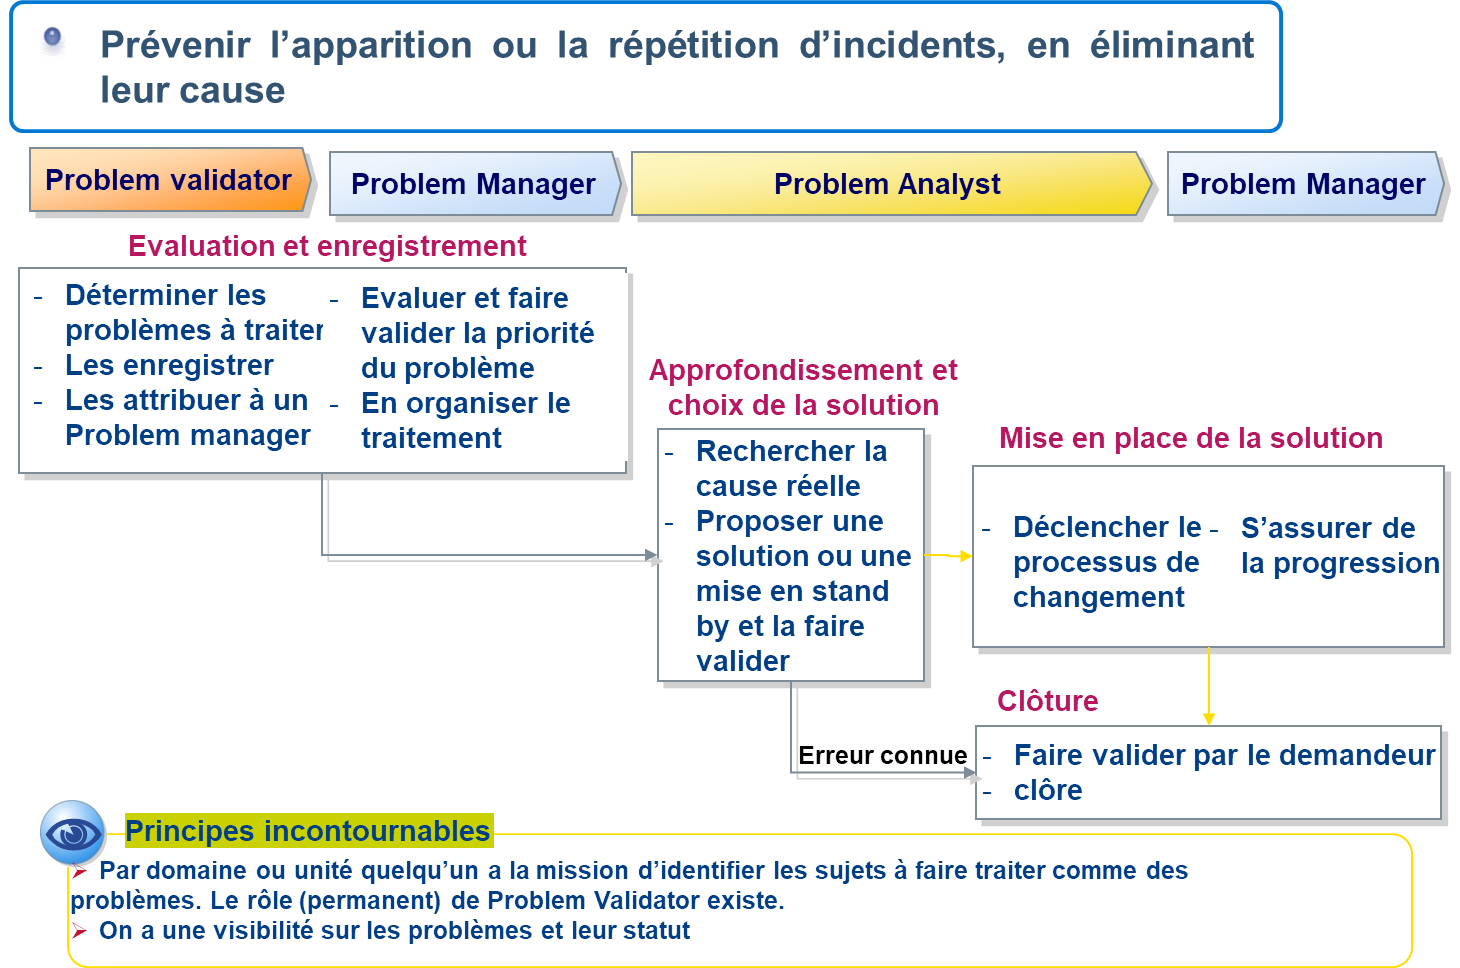 Prévenir l’apparition ou la répétition d’incidents, en éliminant
leur cause
Problem validator
Problem Manager
Problem Analyst
Problem Manager
Evaluation et enregistrement
- Déterminer les
problèmes à traiter
- Les enregistrer
- Les attribuer à un
Problem manager
- Evaluer et faire
valider la priorité
du problème
- En organiser le
traitement
Approfondissement et
choix de la solution
- Rechercher la
cause réelle
- Proposer une
solution ou une
mise en stand
by et la faire
valider
Mise en place de la solution
- Déclencher le
processus de
changement
- S’assurer de
la progression
Clôture
Erreur connue
- Faire valider par le demandeur
- clôre
Principes incontournables
Par domaine ou unité quelqu’un a la mission d’identifier les sujets à faire traiter comme des
problèmes. Le rôle (permanent) de Problem Validator existe.
On a une visibilité sur les problèmes et leur statut